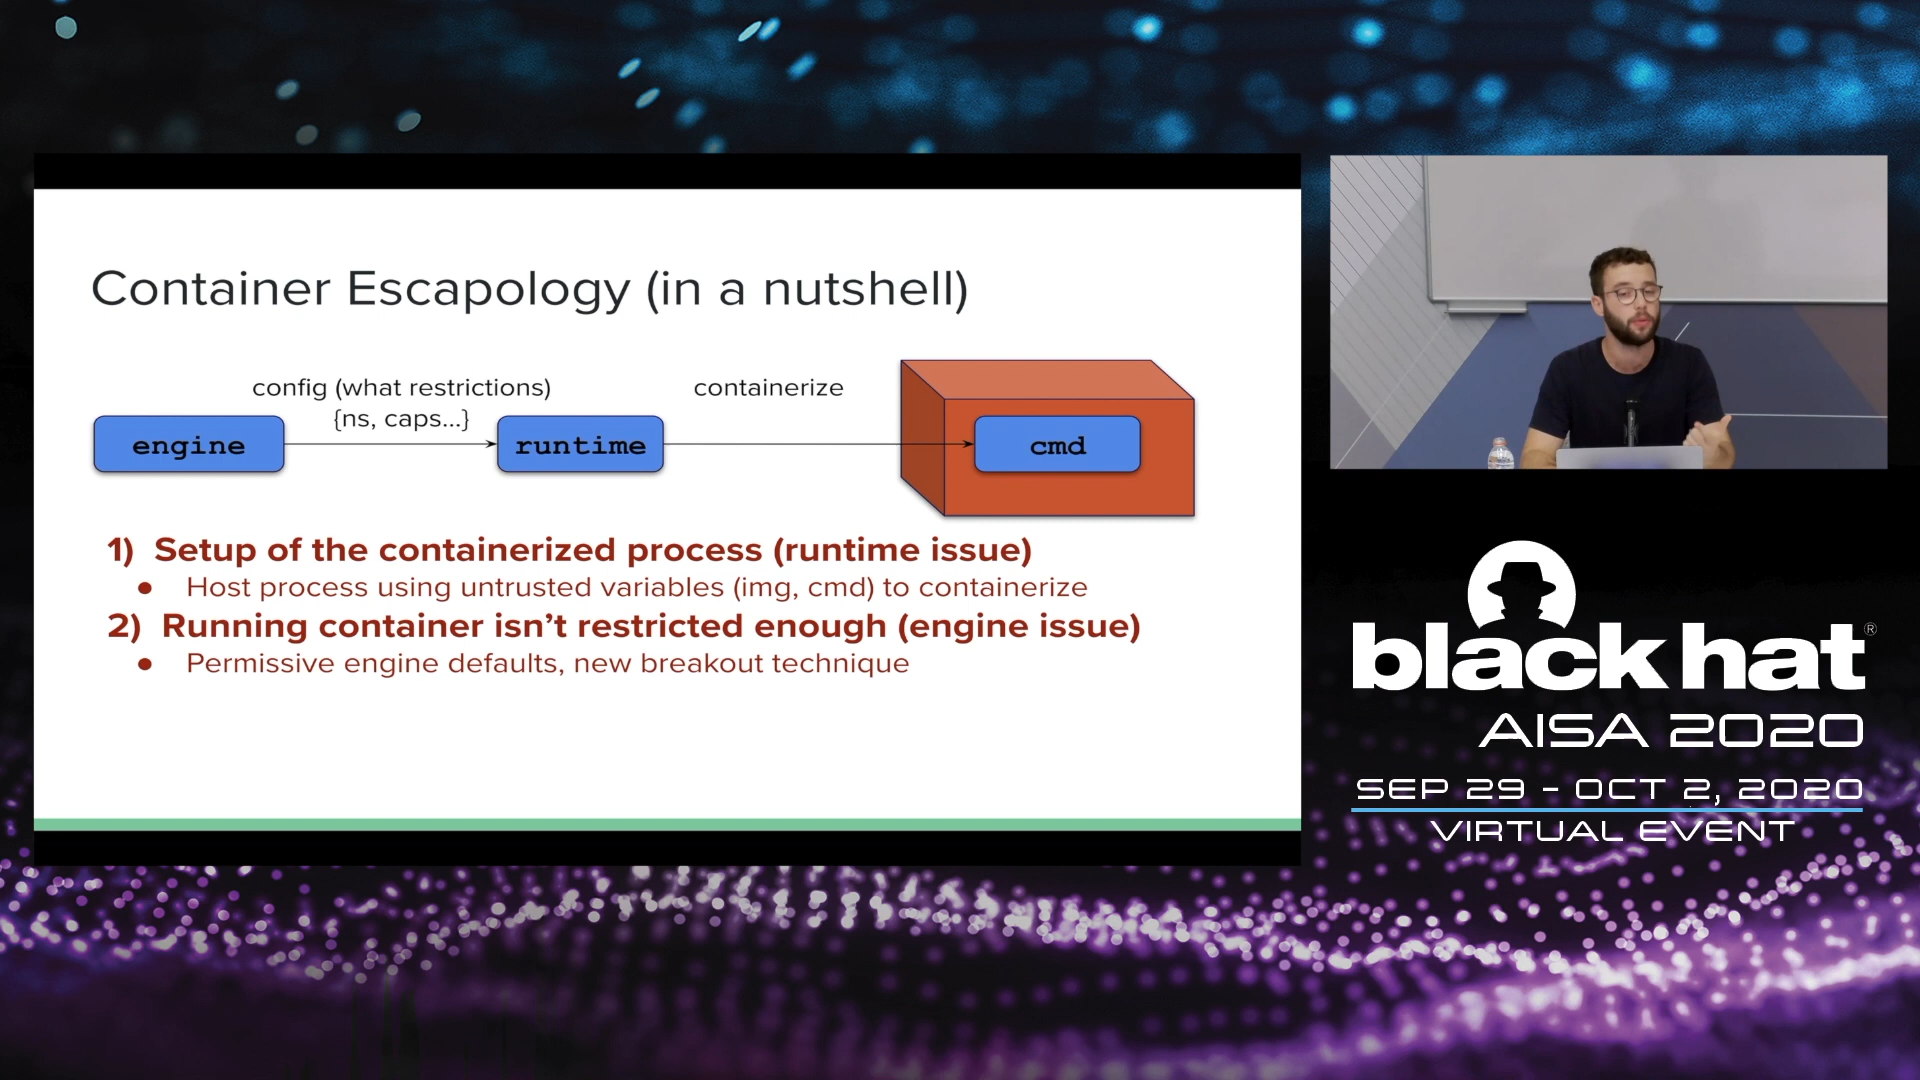 Container Escapology (in a nutshell)
config (what restrictions)
{ns, caps...}
containerize
engine
runtime
cmd
1) Setup of the containerized process (runtime issue)
● Host process using untrusted variables (img, cmd) to containerize
2) Running container isn’t restricted enough (engine issue)
● Permissive engine defaults, new breakout technique
black hat®
AISA 2020
SEP 29 - OCT 2, 2020
VIRTUAL EVENT